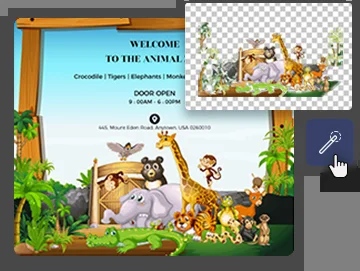 WELCOME
TO THE ANIMAL
Crocodile | Tigers | Elephants |
DOOR OPEN
9 : 00AM - 6 : 00PM
445, Mount Eden Road, Anytown, USA 0260010